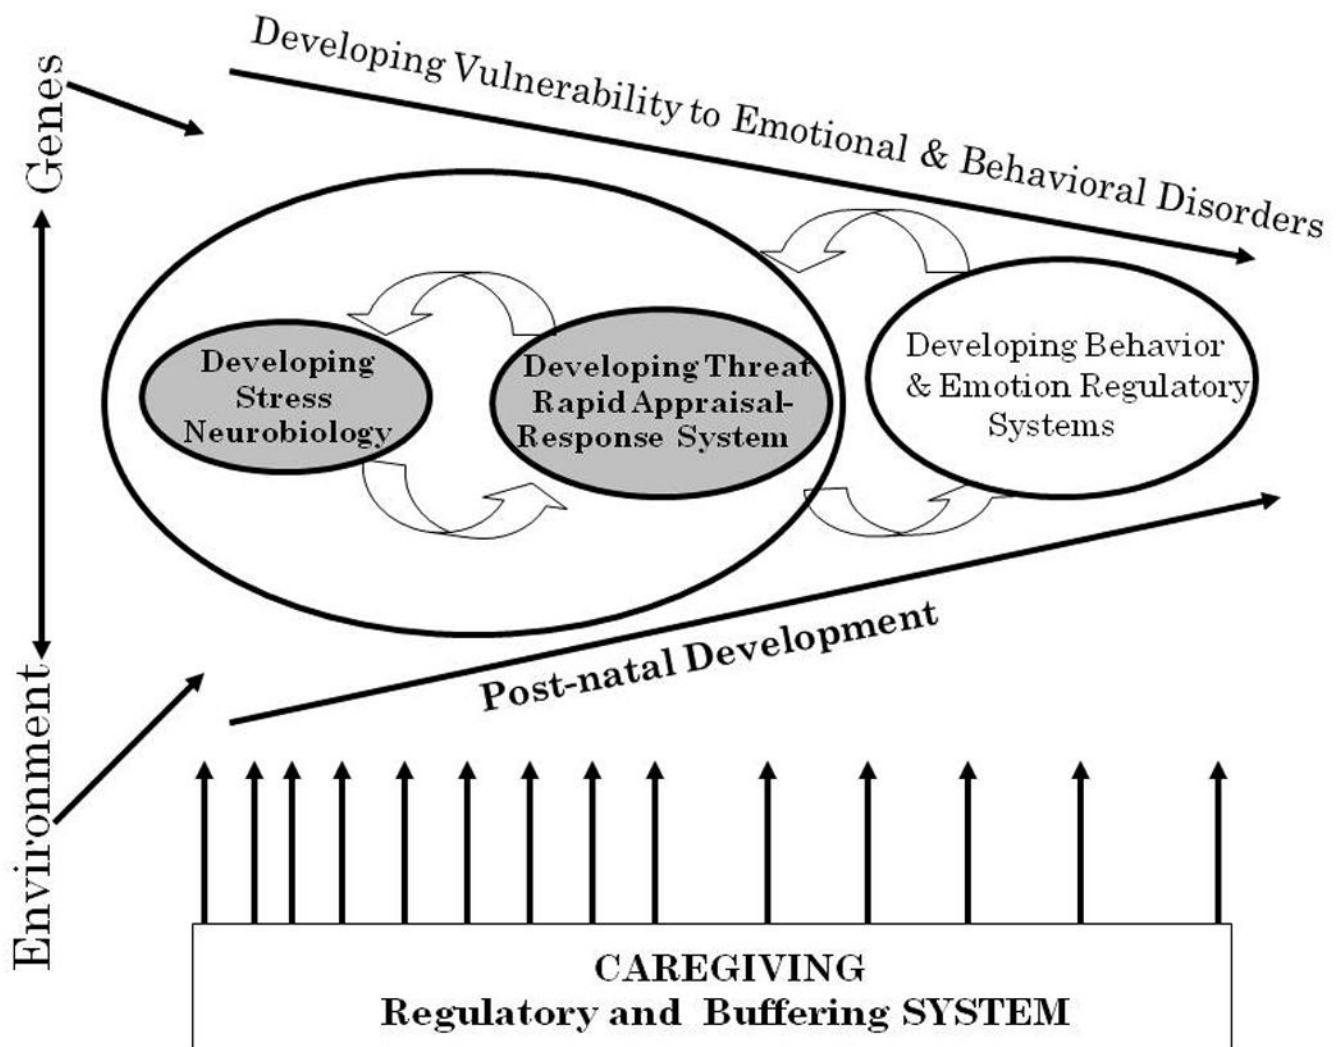 Developing Vulnerability to Emotional & Behavioral Disorders
Genes
Developing
Stress
Neurobiology
Developing Threat
Rapid Appraisal-
Response System
Developing Behavior
& Emotion Regulatory
Systems
Post-natal Development
Environment
CAREGIVING
Regulatory and Buffering SYSTEM